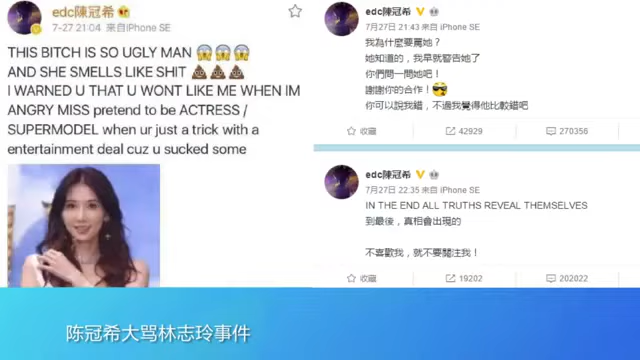 edc陳冠希
7-27 21:04 来自iPhone SE
THIS BITCH IS SO UGLY MAN 😱😱😱
AND SHE SMELLS LIKE SHIT 💩💩💩
I WARNED U THAT U WONT LIKE ME WHEN IM
ANGRY MISS pretend to be ACTRESS /
SUPERMODEL when ur just a trick with a
entertainment deal cuz u sucked some
edc陳冠希
7月27日 21:43 來自 iPhone SE
我為什麼要罵她？
她知道的，我早就警告她了
你們問一問她吧！
謝謝你的合作！😎
你可以說我錯，不過我覺得他比較錯吧
收藏 42929 270356
edc陳冠希
7月27日 22:35 來自 iPhone SE
IN THE END ALL TRUTHS REVEAL THEMSELVES
到最後，真相會出現的
不喜歡我，就不要關注我！
收藏 19202 202022
陈冠希大骂林志玲事件